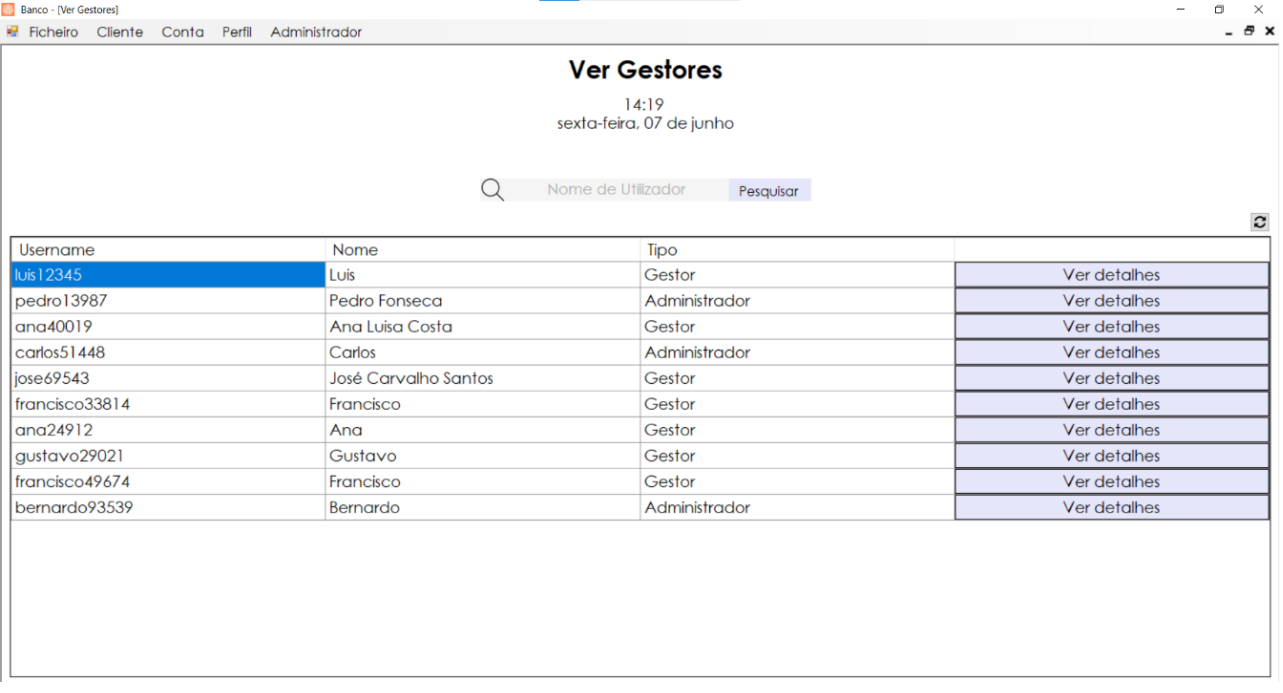 Banco - [Ver Gestores]
Ficheiro Cliente Conta Perfil Administrador
Ver Gestores
14:19
sexta-feira, 07 de junho
Nome de Utilizador Pesquisar
Username Nome Tipo
luis12345 Luis Gestor Ver detalhes
pedro13987 Pedro Fonseca Administrador Ver detalhes
ana40019 Ana Luisa Costa Gestor Ver detalhes
carlos51448 Carlos Administrador Ver detalhes
jose69543 José Carvalho Santos Gestor Ver detalhes
francisco33814 Francisco Gestor Ver detalhes
ana24912 Ana Gestor Ver detalhes
gustavo29021 Gustavo Gestor Ver detalhes
francisco49674 Francisco Gestor Ver detalhes
bernardo93539 Bernardo Administrador Ver detalhes